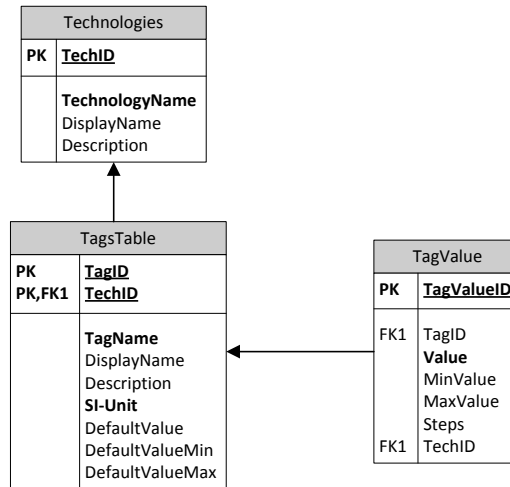 Technologies
PK TechID
TechnologyName
DisplayName
Description
TagsTable
PK TagID
PK,FK1 TechID
TagName
DisplayName
Description
SI-Unit
DefaultValue
DefaultValueMin
DefaultValueMax
TagValue
PK TagValueID
FK1 TagID
Value
MinValue
MaxValue
Steps
FK1 TechID